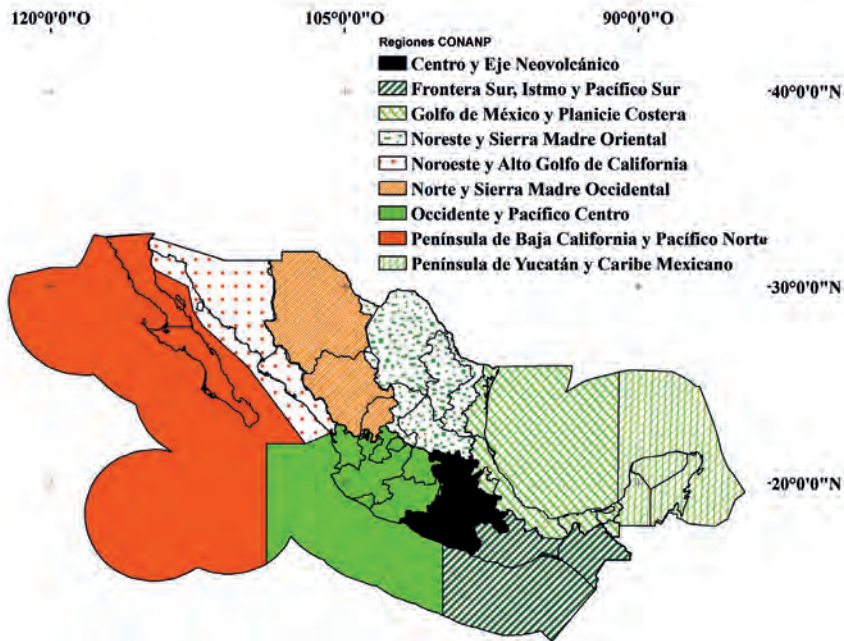 120°0'0"O 105°0'0"O 90°0'0"O
Regiones CONANP
Centro y Eje Neovolcánico
Frontera Sur, Istmo y Pacífico Sur
Golfo de México y Planicie Costera
Noreste y Sierra Madre Oriental
Noroeste y Alto Golfo de California
Norte y Sierra Madre Occidental
Occidente y Pacífico Centro
Península de Baja California y Pacífico Norte
Península de Yucatán y Caribe Mexicano
40°0'0"N
30°0'0"N
20°0'0"N